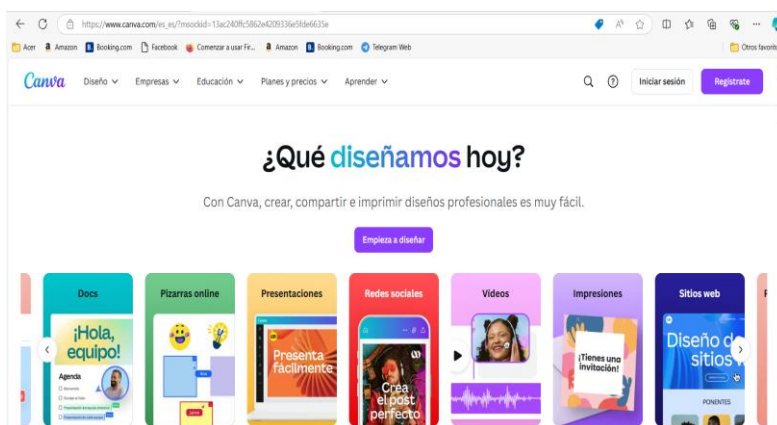 https://www.canva.com/es_es/?msockid=13ac240ffc5862e4209336e5fde6635e
Acer Amazon Booking.com Facebook Comenzar a usar Fir... Amazon Booking.com Telegram Web Otros favorit
Canva Diseño Empresas Educación Planes y precios Aprender Iniciar sesión Regístrate
¿Qué diseñamos hoy?
Con Canva, crear, compartir e imprimir diseños profesionales es muy fácil.
Empieza a diseñar
Docs Pizarras online Presentaciones Redes sociales Vídeos Impresiones Sitios web
¡Hola,
equipo!
Agenda
Presenta
fácilmente
Crea
el post
perfecto
¿Tienes una
invitación?
Diseño d
sitios
PONENTES